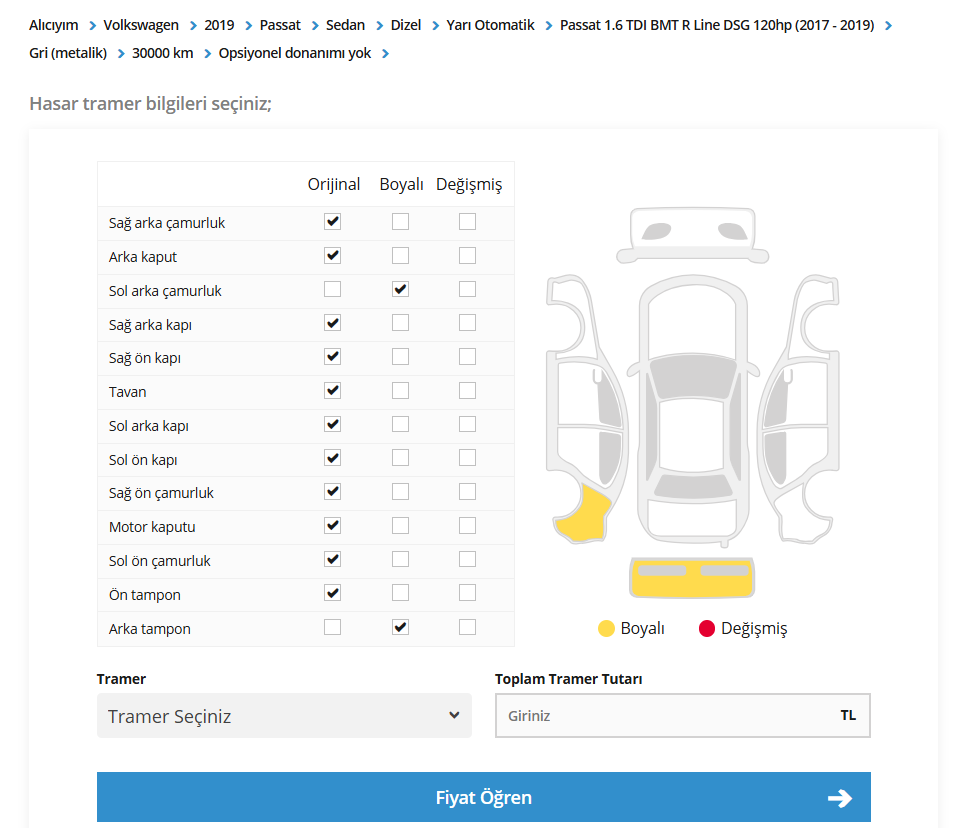 Alıcıyım > Volkswagen > 2019 > Passat > Sedan > Dizel > Yarı Otomatik > Passat 1.6 TDI BMT R Line DSG 120hp (2017 - 2019) >
Gri (metalik) > 30000 km > Opsiyonel donanımı yok >
Hasar tramer bilgileri seçiniz;
Orijinal Boyalı Değişmiş
Sağ arka çamurluk
Arka kaput
Sol arka çamurluk
Sağ arka kapı
Sağ ön kapı
Tavan
Sol arka kapı
Sol ön kapı
Sağ ön çamurluk
Motor kaputu
Sol ön çamurluk
Ön tampon
Arka tampon
Boyalı Değişmiş
Tramer
Tramer Seçiniz
Toplam Tramer Tutarı
Giriniz TL
Fiyat Öğren